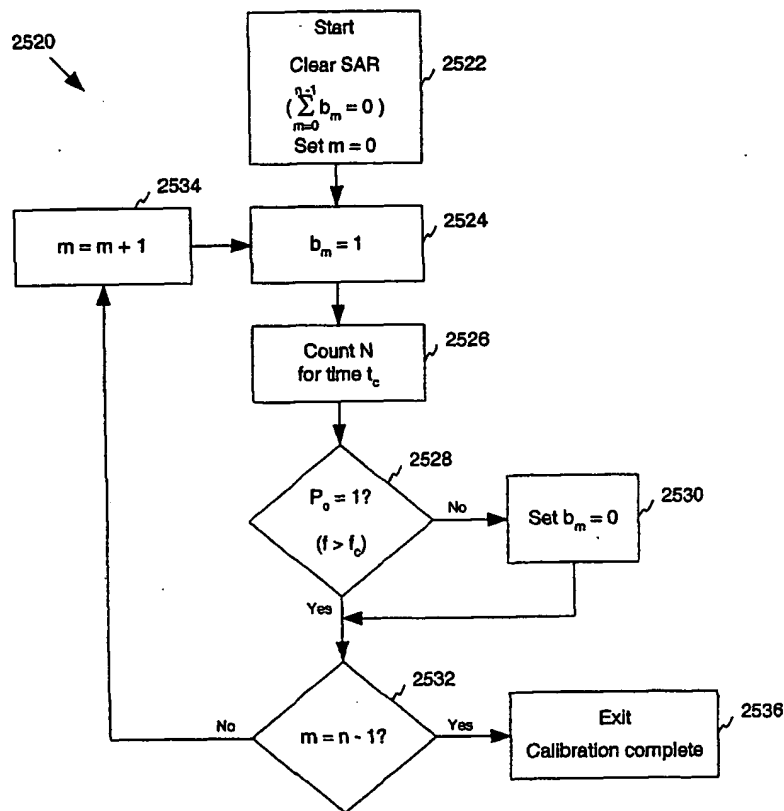 2520
Start
Clear SAR
( n-1 ∑ m=0 b_m = 0 )
Set m = 0
2522
2534
m = m + 1
b_m = 1
2524
Count N
for time t_c
2526
2528
P_o = 1?
(f > f_c)
No
2530
Set b_m = 0
Yes
2532
m = n - 1?
No
Yes
Exit
Calibration complete
2536